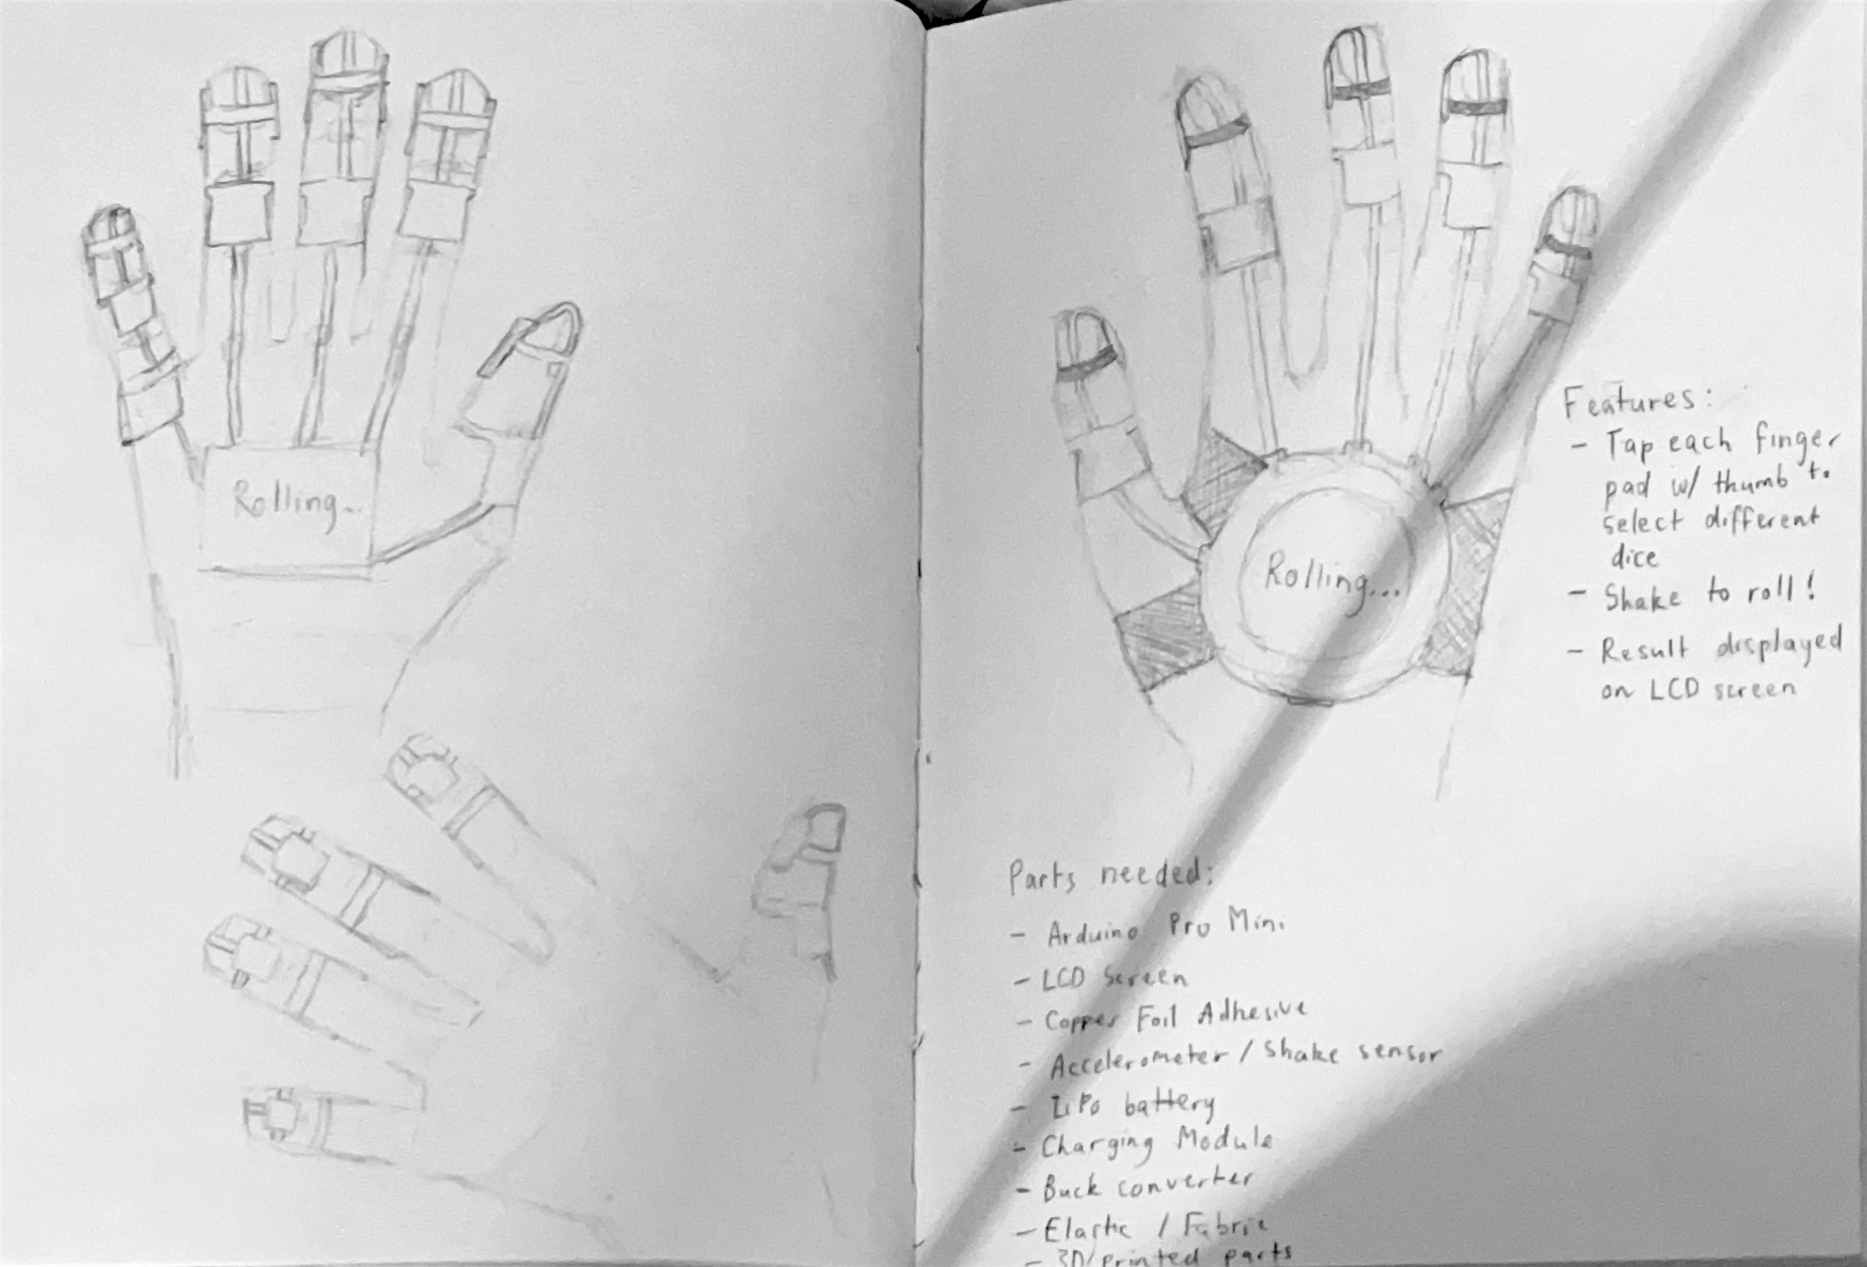 Rolling...
Rolling...
Features:
- Tap each finger
pad w/ thumb to
select different
dice
- Shake to roll!
- Result displayed
on LCD screen
Parts needed:
- Arduino Pro Mini
- LCD Screen
- Copper Foil Adhesive
- Accelerometer / Shake sensor
- LiPo battery
- Charging Module
- Buck converter
- Elastic / Fabric
- 3D printed parts